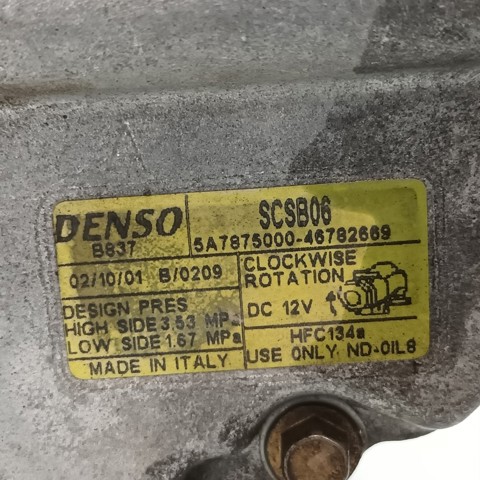 DENSO
B837
SCSB06
5A7875000-46782669
02/10/01 B/0209
CLOCKWISE
ROTATION
DESIGN PRES
HIGH SIDE 3.53 MPa
LOW SIDE 1.67 MPa
DC 12V
HFC134a
MADE IN ITALY
USE ONLY ND-OIL8